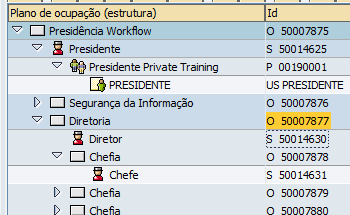 Plano de ocupação (estrutura) Id
Presidência Workflow O 50007875
Presidente S 50014625
Presidente Private Training P 00190001
PRESIDENTE US PRESIDENTE
Segurança da Informação O 50007876
Diretoria O 50007877
Diretor S 50014630
Chefia O 50007878
Chefe S 50014631
Chefia O 50007879
Chefia O 50007880